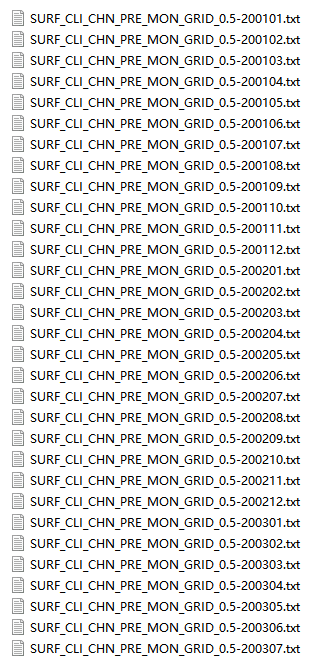 SURF_CLI_CHN_PRE_MON_GRID_0.5-200101.txt
SURF_CLI_CHN_PRE_MON_GRID_0.5-200102.txt
SURF_CLI_CHN_PRE_MON_GRID_0.5-200103.txt
SURF_CLI_CHN_PRE_MON_GRID_0.5-200104.txt
SURF_CLI_CHN_PRE_MON_GRID_0.5-200105.txt
SURF_CLI_CHN_PRE_MON_GRID_0.5-200106.txt
SURF_CLI_CHN_PRE_MON_GRID_0.5-200107.txt
SURF_CLI_CHN_PRE_MON_GRID_0.5-200108.txt
SURF_CLI_CHN_PRE_MON_GRID_0.5-200109.txt
SURF_CLI_CHN_PRE_MON_GRID_0.5-200110.txt
SURF_CLI_CHN_PRE_MON_GRID_0.5-200111.txt
SURF_CLI_CHN_PRE_MON_GRID_0.5-200112.txt
SURF_CLI_CHN_PRE_MON_GRID_0.5-200201.txt
SURF_CLI_CHN_PRE_MON_GRID_0.5-200202.txt
SURF_CLI_CHN_PRE_MON_GRID_0.5-200203.txt
SURF_CLI_CHN_PRE_MON_GRID_0.5-200204.txt
SURF_CLI_CHN_PRE_MON_GRID_0.5-200205.txt
SURF_CLI_CHN_PRE_MON_GRID_0.5-200206.txt
SURF_CLI_CHN_PRE_MON_GRID_0.5-200207.txt
SURF_CLI_CHN_PRE_MON_GRID_0.5-200208.txt
SURF_CLI_CHN_PRE_MON_GRID_0.5-200209.txt
SURF_CLI_CHN_PRE_MON_GRID_0.5-200210.txt
SURF_CLI_CHN_PRE_MON_GRID_0.5-200211.txt
SURF_CLI_CHN_PRE_MON_GRID_0.5-200212.txt
SURF_CLI_CHN_PRE_MON_GRID_0.5-200301.txt
SURF_CLI_CHN_PRE_MON_GRID_0.5-200302.txt
SURF_CLI_CHN_PRE_MON_GRID_0.5-200303.txt
SURF_CLI_CHN_PRE_MON_GRID_0.5-200304.txt
SURF_CLI_CHN_PRE_MON_GRID_0.5-200305.txt
SURF_CLI_CHN_PRE_MON_GRID_0.5-200306.txt
SURF_CLI_CHN_PRE_MON_GRID_0.5-200307.txt